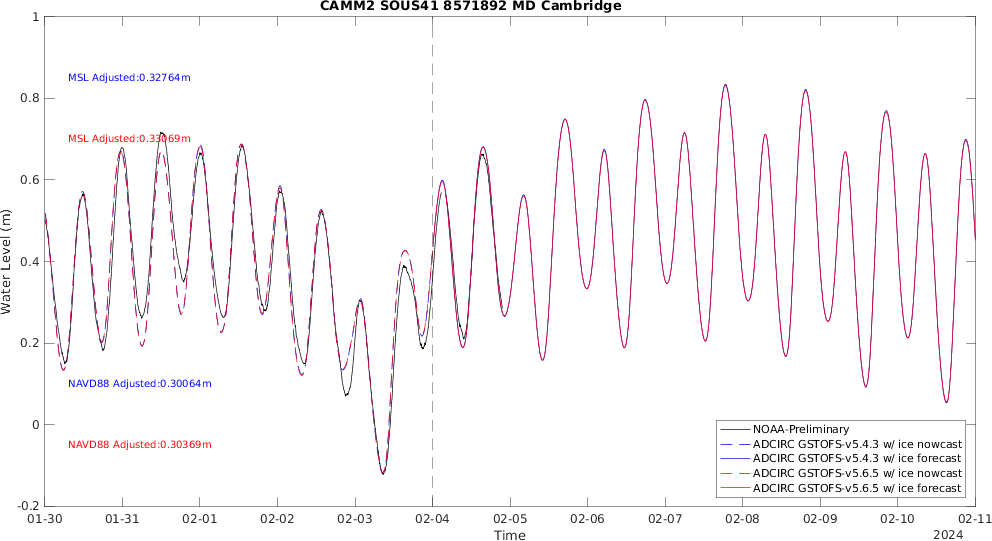 CAMM2 SOUS41 8571892 MD Cambridge
1
0.8
0.6
0.4
0.2
0
-0.2
Water Level (m)
MSL Adjusted:0.32764m
MSL Adjusted:0.33069m
NAVD88 Adjusted:0.30064m
NAVD88 Adjusted:0.30369m
NOAA-Preliminary
ADCIRC GSTOFS-v5.4.3 w/ ice nowcast
ADCIRC GSTOFS-v5.4.3 w/ ice forecast
ADCIRC GSTOFS-v5.6.5 w/ ice nowcast
ADCIRC GSTOFS-v5.6.5 w/ ice forecast
01-30 01-31 02-01 02-02 02-03 02-04 02-05 02-06 02-07 02-08 02-09 02-10 02-11
Time
2024